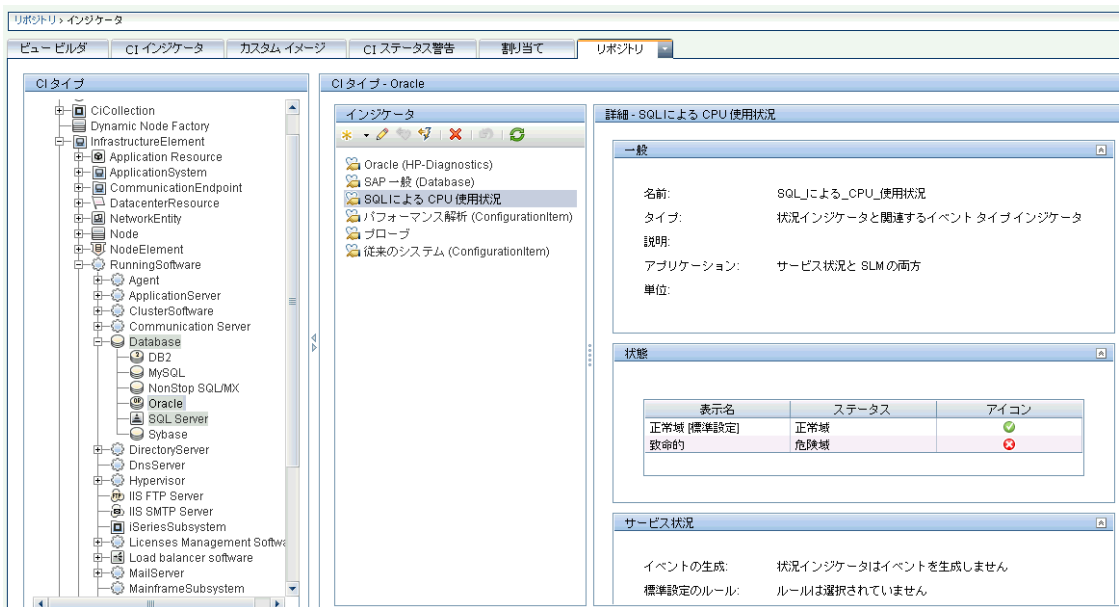 リポジトリ › インジケータ
ビュー ビルダ
CI インジケータ
カスタム イメージ
CI ステータス警告
割り当て
リポジトリ
CI タイプ
CiCollection
Dynamic Node Factory
InfrastructureElement
Application Resource
ApplicationSystem
CommunicationEndpoint
DatacenterResource
NetworkEntity
Node
NodeElement
RunningSoftware
Agent
ApplicationServer
ClusterSoftware
Communication Server
Database
DB2
MySQL
NonStop SQL/MX
Oracle
SQL Server
Sybase
DirectoryServer
DnsServer
Hypervisor
IIS FTP Server
IIS SMTP Server
iSeriesSubsystem
Licenses Management Softwa
Load balancer software
MailServer
MainframeSubsystem
CI タイプ - Oracle
インジケータ
Oracle (HP-Diagnostics)
SAP 一般 (Database)
SQLによる CPU 使用状況
パフォーマンス解析 (ConfigurationItem)
プローブ
従来のシステム (ConfigurationItem)
詳細 - SQLによる CPU 使用状況
一般
名前: SQL_による_CPU_使用状況
タイプ: 状況インジケータと関連するイベント タイプ インジケータ
説明:
アプリケーション: サービス状況と SLM の両方
単位:
状態
表示名 ステータス アイコン
正常域 [標準設定] 正常域
致命的 危険域
サービス状況
イベントの生成: 状況インジケータはイベントを生成しません
標準設定のルール: ルールは選択されていません